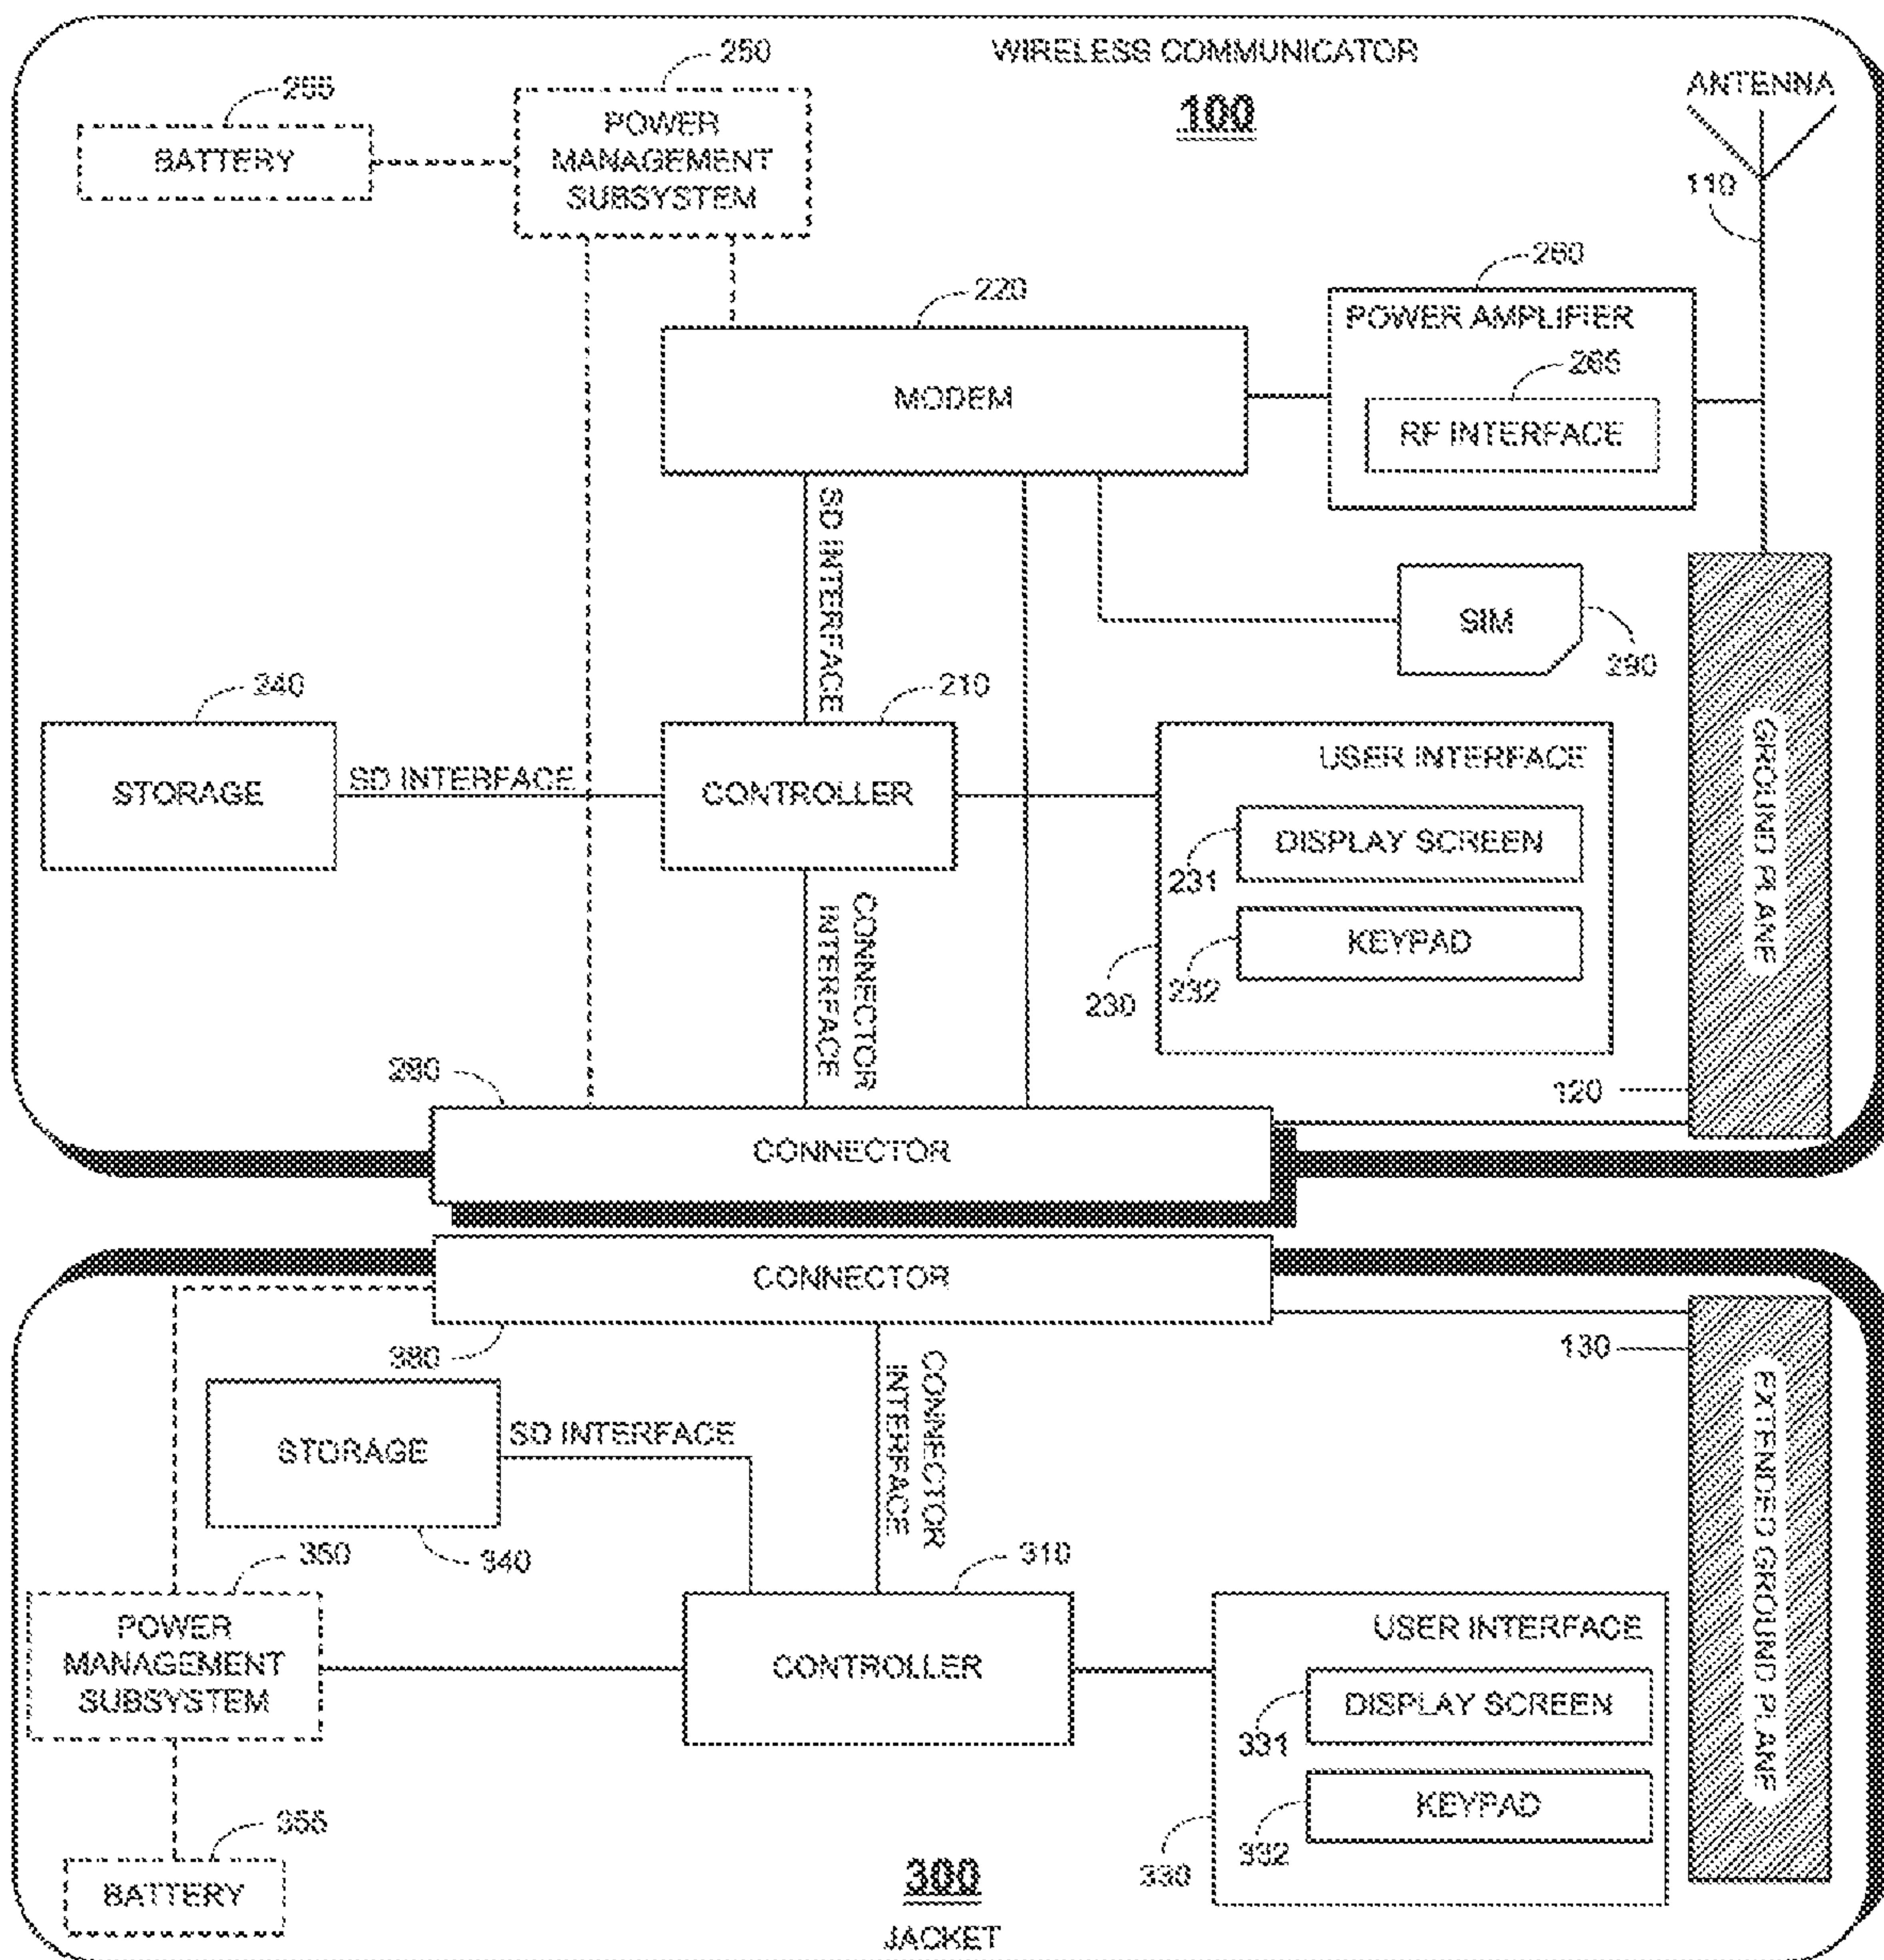 WIRELESS COMMUNICATOR
100
ANTENNA
110
255
BATTERY
250
POWER
MANAGEMENT
SUBSYSTEM
220
MODEM
260
POWER AMPLIFIER
265
RF INTERFACE
SD INTERFACE
SIM
290
240
STORAGE
SD INTERFACE
210
CONTROLLER
USER INTERFACE
DISPLAY SCREEN
231
KEYPAD
232
230
GROUND PLANE
120
CONNECTOR
INTERFACE
280
CONNECTOR
CONNECTOR
380
130
EXTENDED GROUND PLANE
CONNECTOR
INTERFACE
STORAGE
340
SD INTERFACE
350
POWER
MANAGEMENT
SUBSYSTEM
310
CONTROLLER
USER INTERFACE
DISPLAY SCREEN
331
KEYPAD
332
330
355
BATTERY
300
JACKET